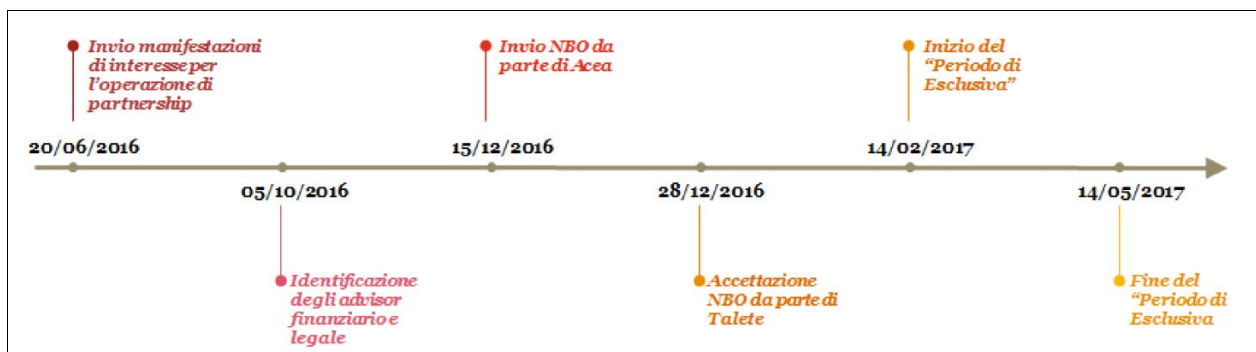 Invio manifestazioni
di interesse per
l'operazione di
partnership
Invio NBO da
parte di Acea
Inizio del
“Periodo di
Esclusiva”
20/06/2016
15/12/2016
14/02/2017
05/10/2016
28/12/2016
14/05/2017
Identificazione
degli advisor
finanziario e
legale
Accettazione
NBO da parte di
Talete
Fine del
“Periodo di
Esclusiva